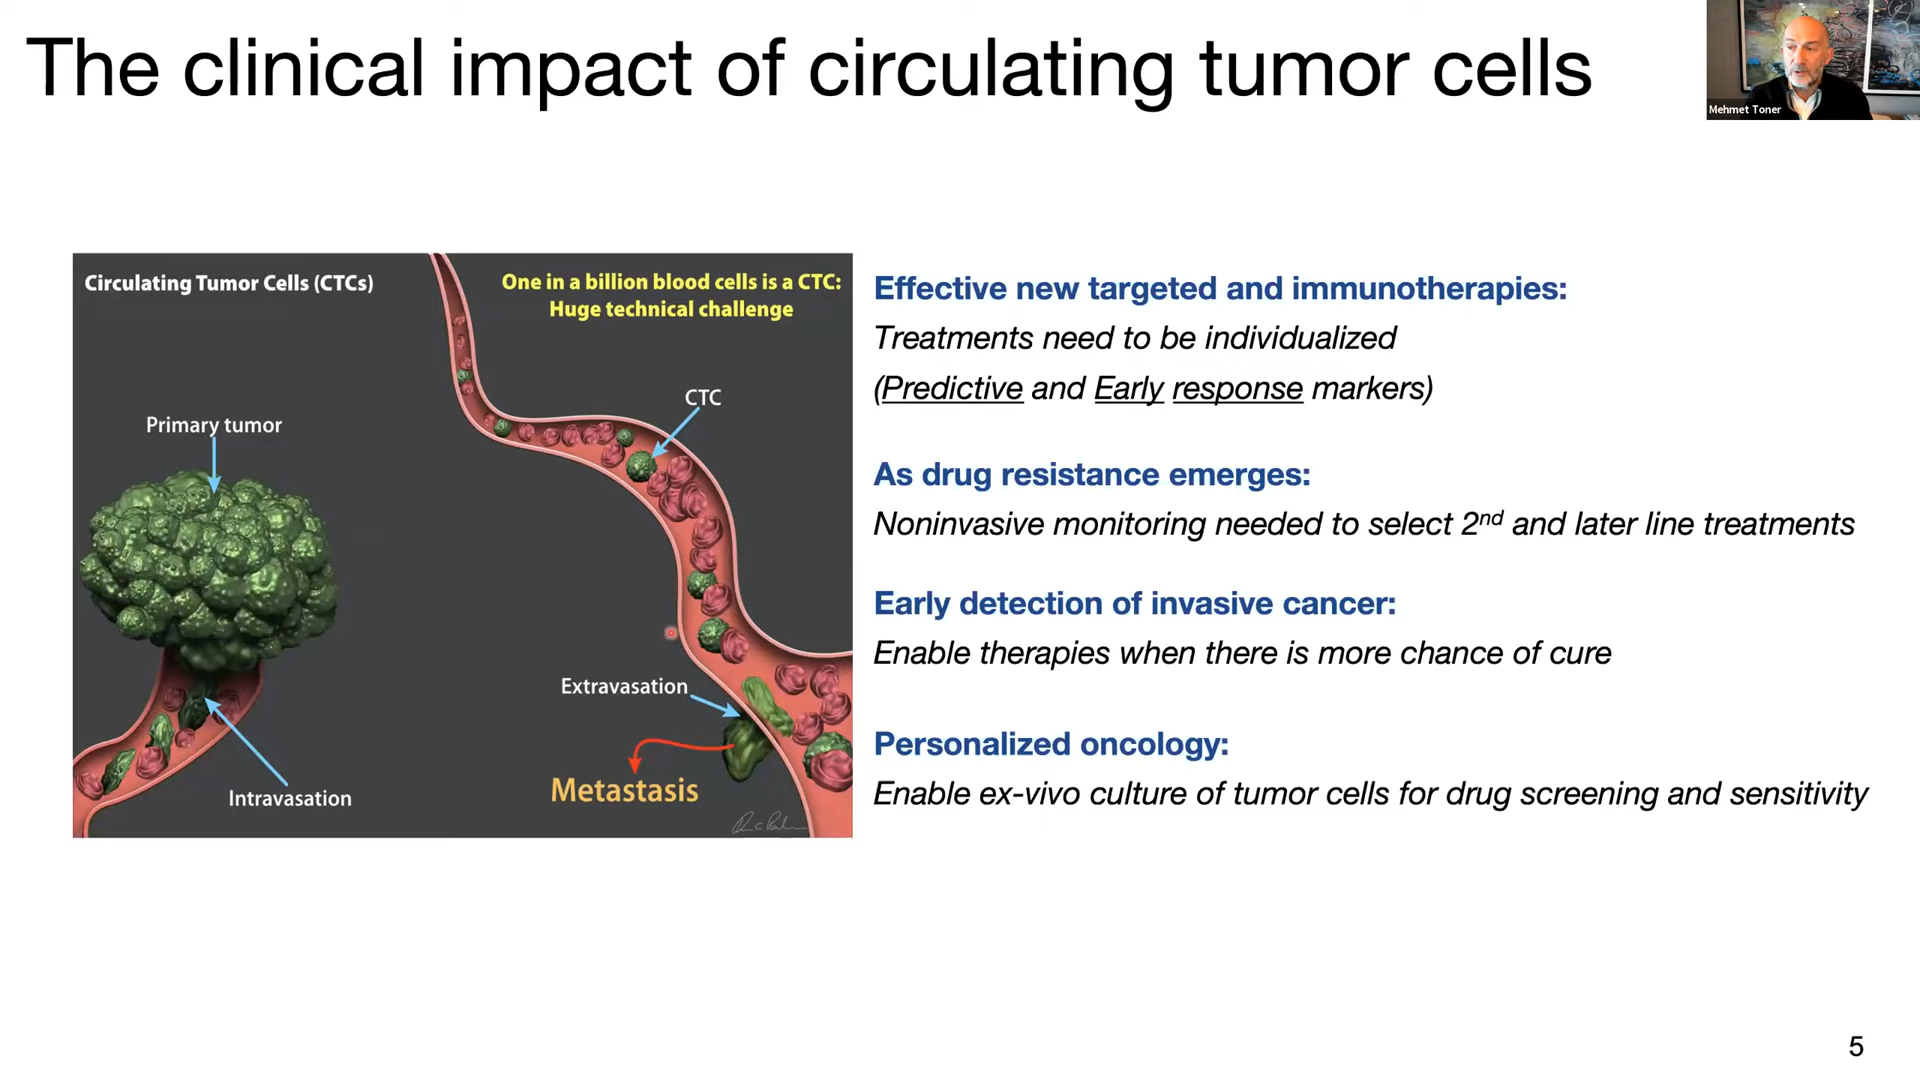 The clinical impact of circulating tumor cells
Mehmet Toner
Circulating Tumor Cells (CTCs)
One in a billion blood cells is a CTC:
Huge technical challenge
CTC
Primary tumor
Extravasation
Metastasis
Intravasation
Effective new targeted and immunotherapies:
Treatments need to be individualized
(Predictive and Early response markers)
As drug resistance emerges:
Noninvasive monitoring needed to select 2nd and later line treatments
Early detection of invasive cancer:
Enable therapies when there is more chance of cure
Personalized oncology:
Enable ex-vivo culture of tumor cells for drug screening and sensitivity
5